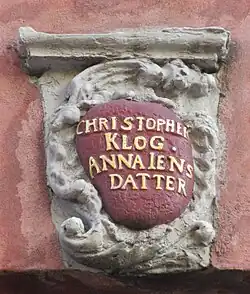 CHRISTOPHER
KLOG.
ANNA IENS
DATTER